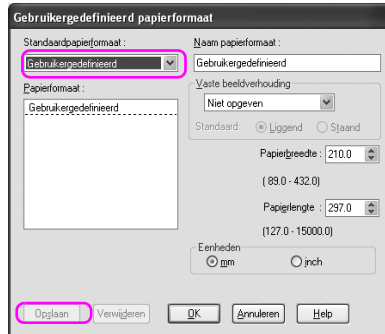 Gebruikergedefinieerd papierformaat
Standaardpapierformaat :
Gebruikergedefinieerd
Papierformaat :
Gebruikergedefinieerd
Naam papierformaat :
Gebruikergedefinieerd
Vaste beeldverhouding
Niet opgeven
Standaard: Liggend Staand
Papierbreedte : 210.0
( 89.0 - 432.0)
Papierlengte : 297.0
(127.0 - 15000.0)
Eenheden
mm inch
Opslaan Verwijderen OK Annuleren Help